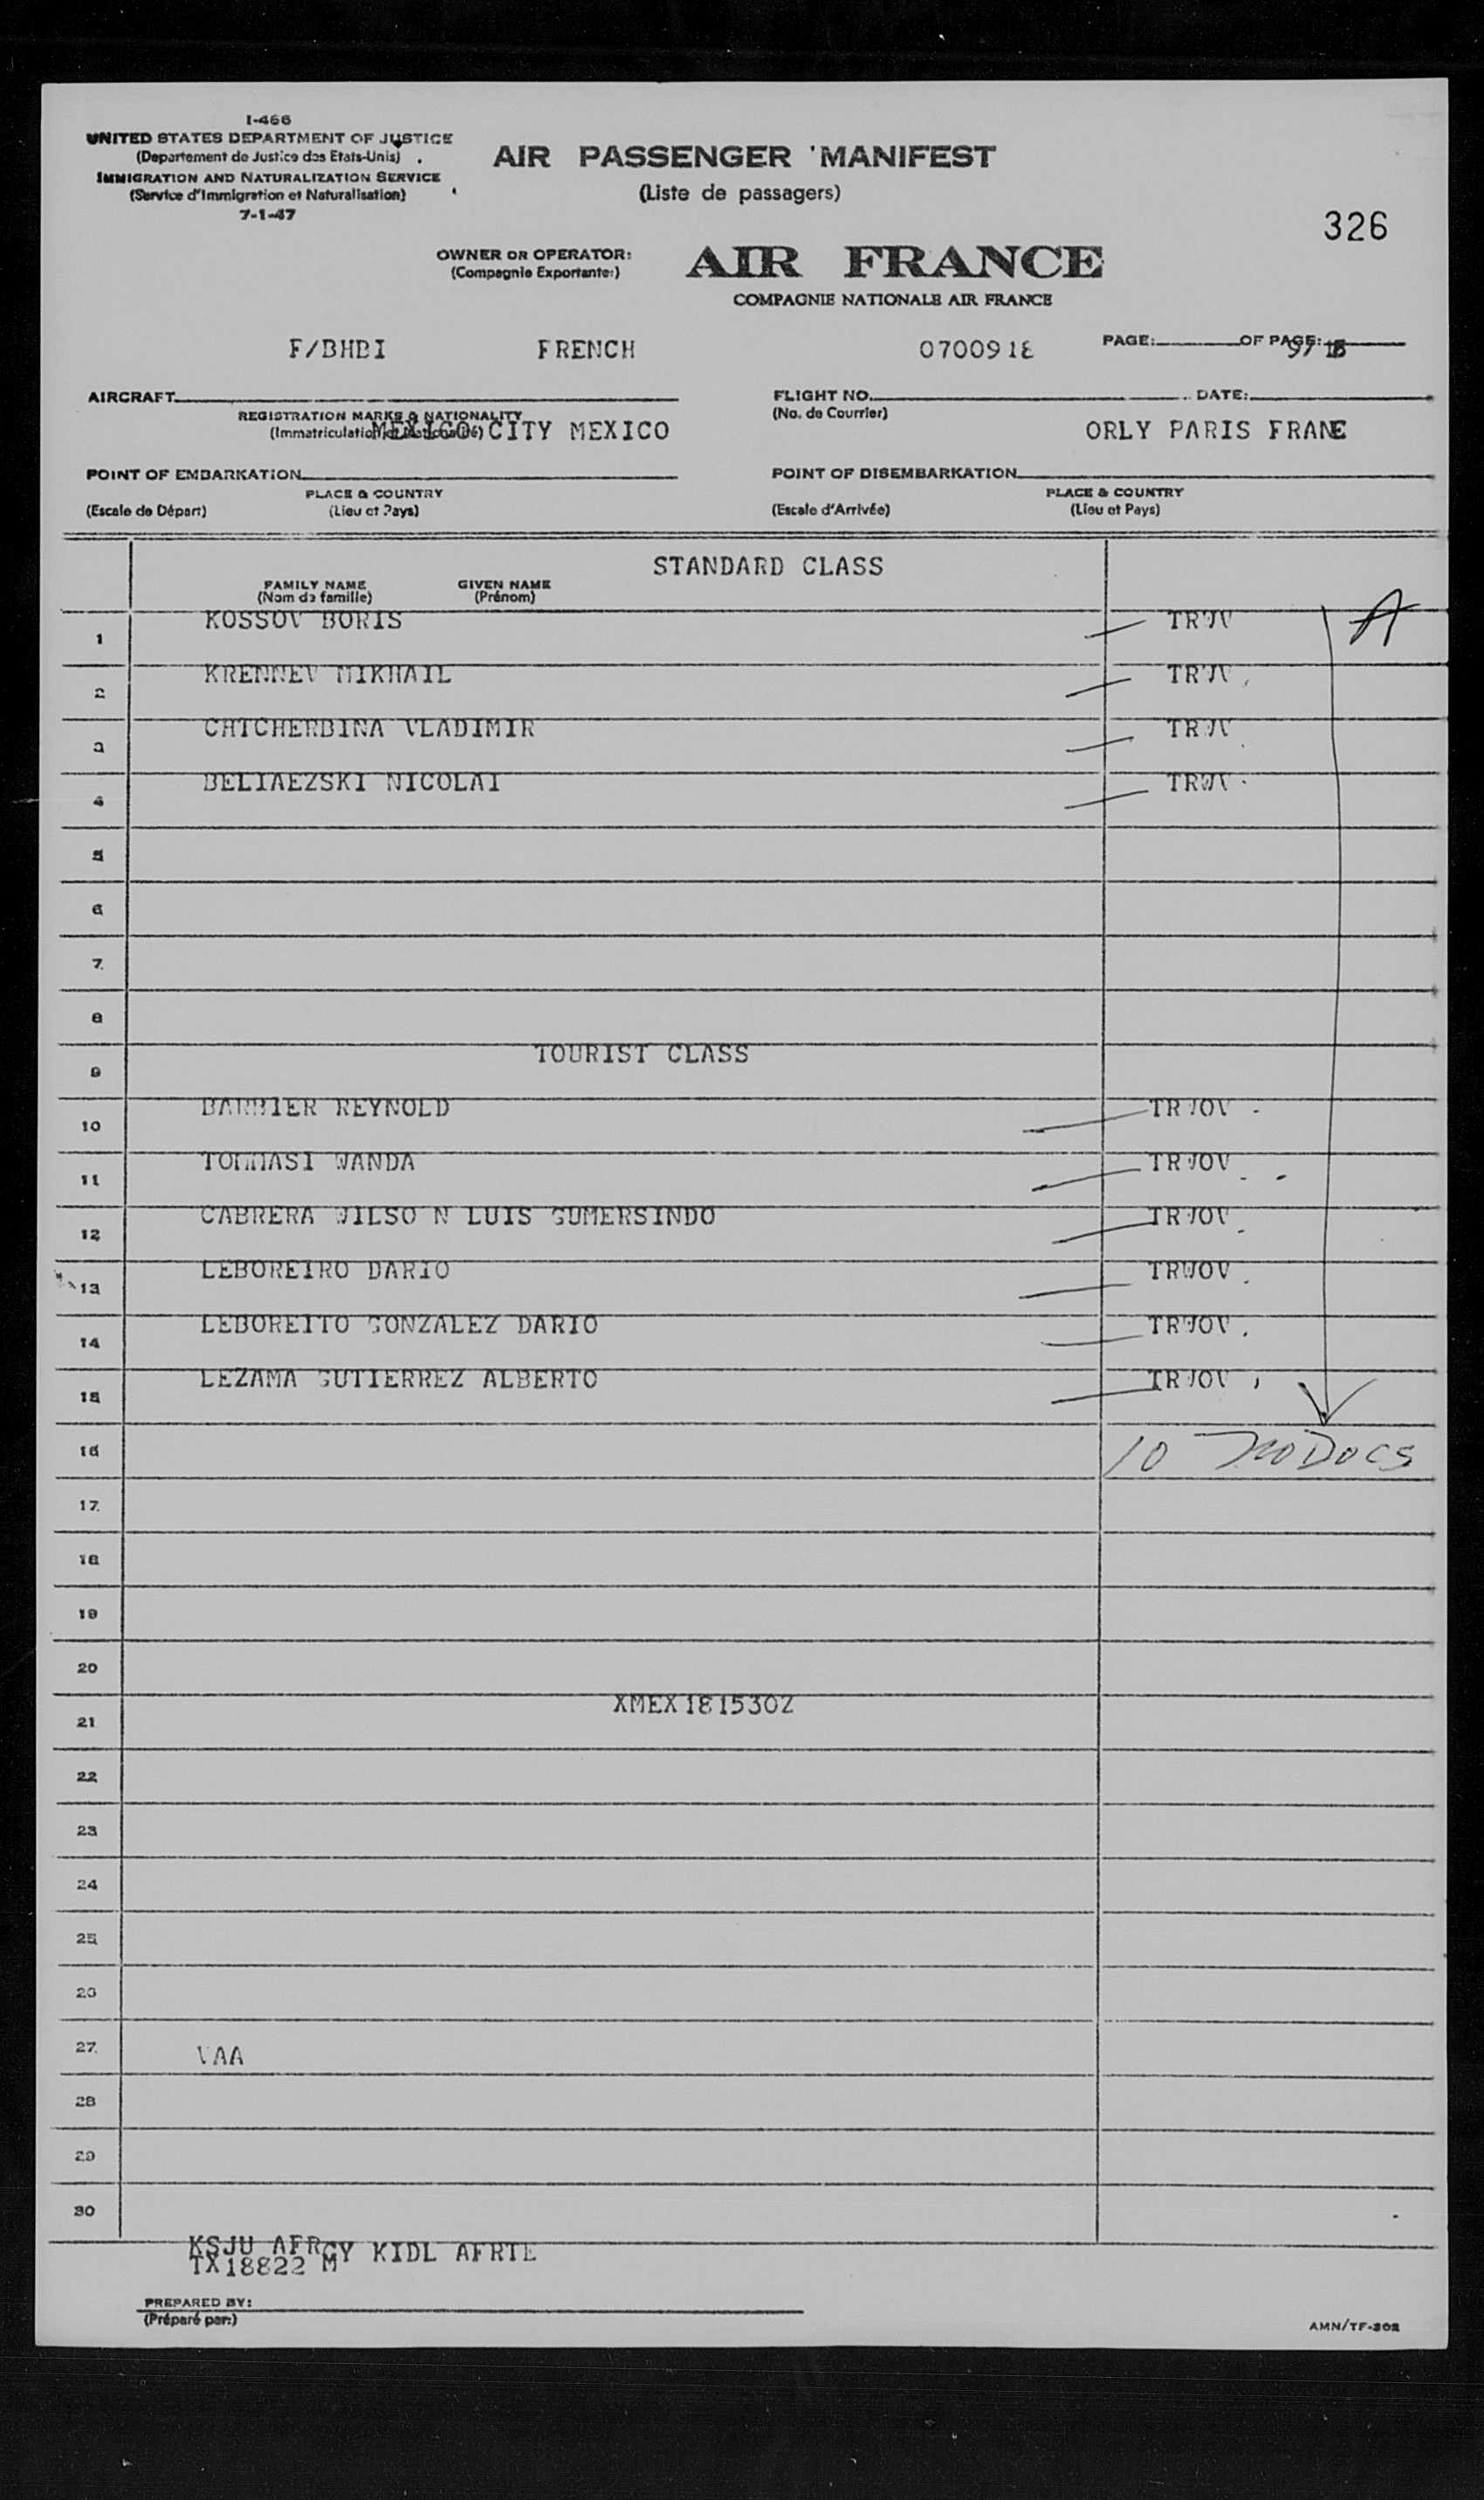 I-466
UNITED STATES DEPARTMENT OF JUSTICE
(Departement de Justice des Etats-Unis)
IMMIGRATION AND NATURALIZATION SERVICE
(Service d'Immigration et Naturalisation)
7-1-47
AIR PASSENGER MANIFEST
(Liste de passagers)
326
OWNER OR OPERATOR:
(Compagnie Exportante:)
AIR FRANCE
COMPAGNIE NATIONALE AIR FRANCE
F/BHBI FRENCH 0700918 PAGE: OF PAGE:
AIRCRAFT FLIGHT NO. DATE:
REGISTRATION MARKS & NATIONALITY (No. de Courrier)
MEXICO CITY MEXICO ORLY PARIS FRANE
POINT OF EMBARKATION POINT OF DISEMBARKATION
PLACE & COUNTRY PLACE & COUNTRY
(Escale de Départ) (Lieu et Pays) (Escale d'Arrivée) (Lieu et Pays)
STANDARD CLASS
FAMILY NAME GIVEN NAME
(Nom de famille) (Prénom)
1 KOSSOV BORIS A
2 KRENNEV MIKHAIL
3 CHTCHERBINA VLADIMIR
4 BELIAEZSKI NICOLAI
5
6
7
8
9 TOURIST CLASS
10 BARBIER REYNOLD TRWOV
11 TOMMASI WANDA TRWOV
12 CABRERA WILSO N LUIS GUMERSINDO TRWOV
13 LEBOREIRO DARIO TRWOV
14 LEBOREITO GONZALEZ DARIO TRWOV
15 LEZAMA GUTIERREZ ALBERTO TRWOV
16 10 no Docs
17
18
19
20
21 XMEX181530Z
22
23
24
25
26
27 VAA
28
29
30
KSJU AFRCY KIDL AFRTE
TX18822 M
PREPARED BY:
(Préparé par:)
AMN/TF-302